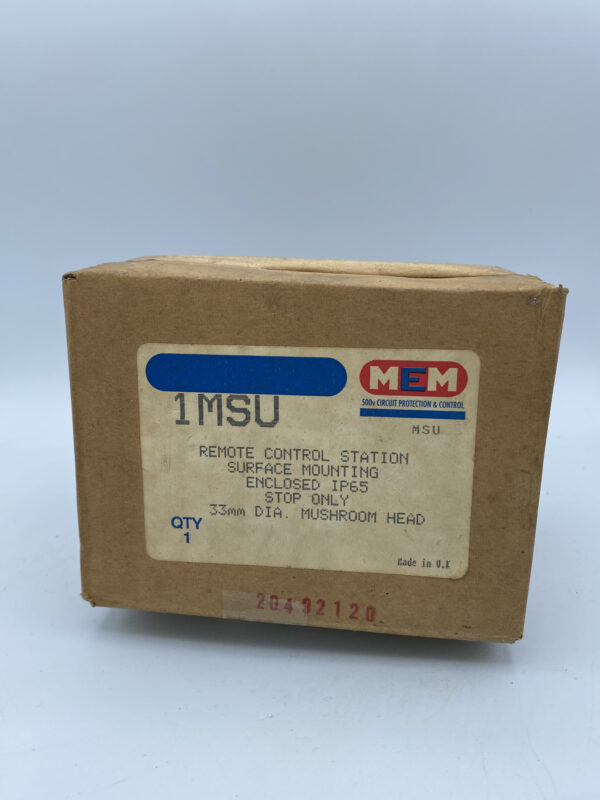 MEM
500v CIRCUIT PROTECTION & CONTROL
1MSU
MSU
REMOTE CONTROL STATION
SURFACE MOUNTING
ENCLOSED IP65
STOP ONLY
33mm DIA. MUSHROOM HEAD
QTY
1
Made in U.K
20492120